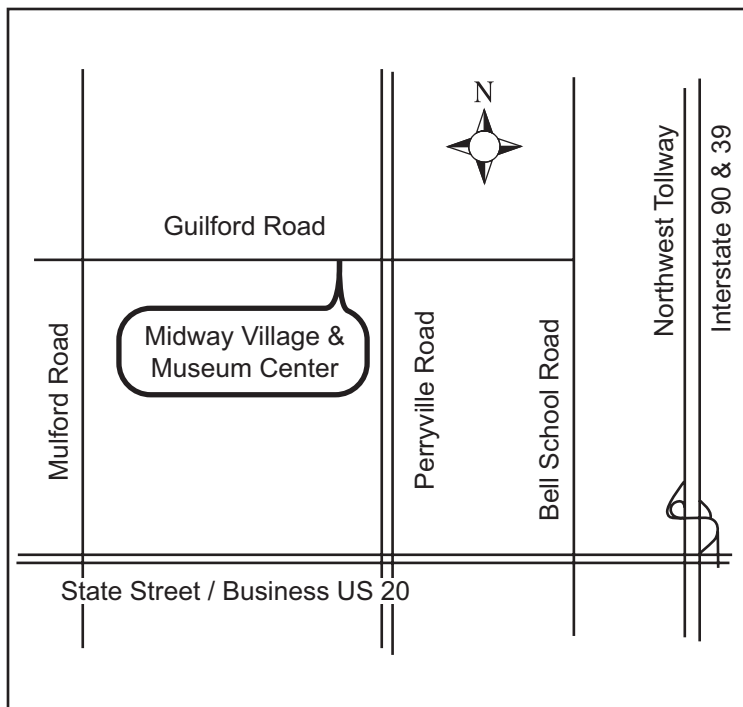 N
Guilford Road
Midway Village &
Museum Center
Mulford Road
Perryville Road
Bell School Road
Northwest Tollway
Interstate 90 & 39
State Street / Business US 20